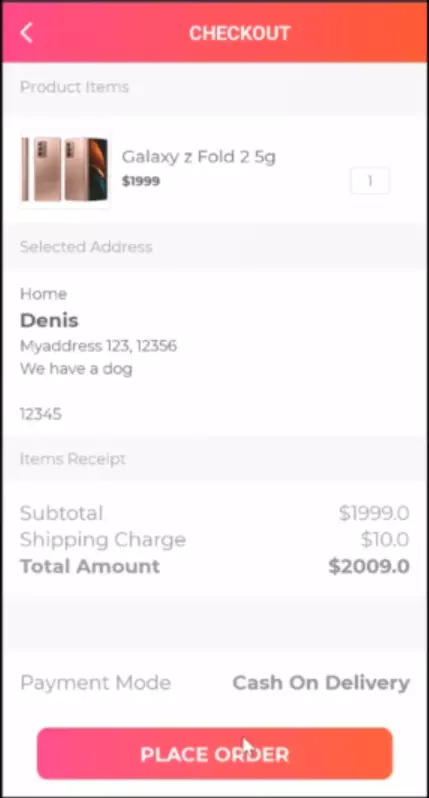 CHECKOUT
Product Items
Galaxy z Fold 2 5g
$1999
1
Selected Address
Home
Denis
Myaddress 123, 12356
We have a dog
12345
Items Receipt
Subtotal $1999.0
Shipping Charge $10.0
Total Amount $2009.0
Payment Mode Cash On Delivery
PLACE ORDER